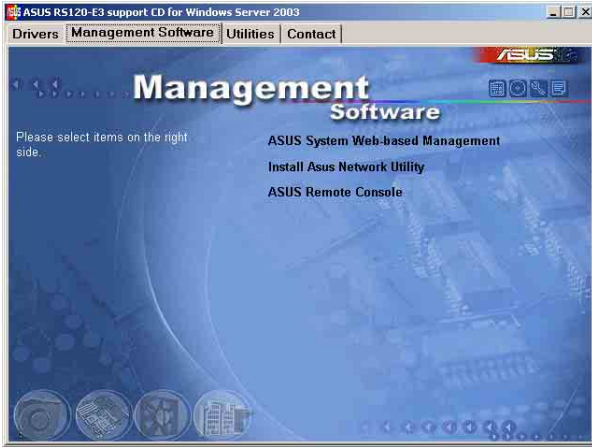 ASUS RS120-E3 support CD for Windows Server 2003
Drivers Management Software Utilities Contact
ASUS
Management
Software
Please select items on the right
side.
ASUS System Web-based Management
Install Asus Network Utility
ASUS Remote Console